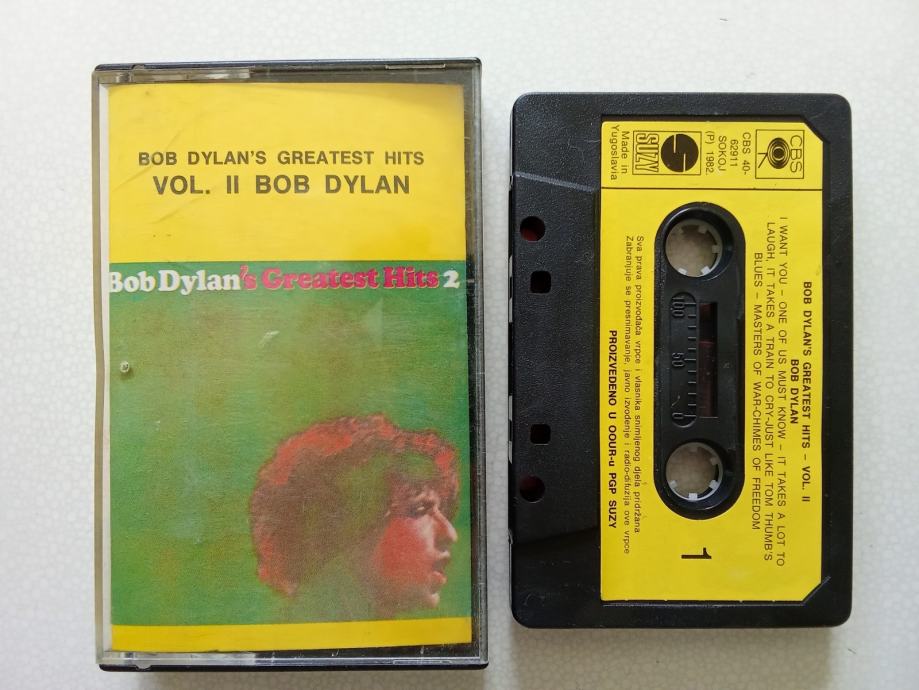 BOB DYLAN'S GREATEST HITS
VOL. II BOB DYLAN
Bob Dylan's Greatest Hits 2
CBS
CBS 40-
62911
SOKOJ
(P) 1982.
SUZY
Made in
Yugoslavia
BOB DYLAN'S GREATEST HITS – VOL. II
BOB DYLAN
I WANT YOU – ONE OF US MUST KNOW – IT TAKES A LOT TO
LAUGH, IT TAKES A TRAIN TO CRY-JUST LIKE TOM THUMB'S
BLUES – MASTERS OF WAR-CHIMES OF FREEDOM
100 50 0
1
Sva prava proizvođača vrpce i vlasnika snimljenog djela pridržana
Zabranjuje se presnimavanje, javno izvođenje i radio-difuzija ove vrpce
PROIZVEDENO U OOUR-u PGP SUZY